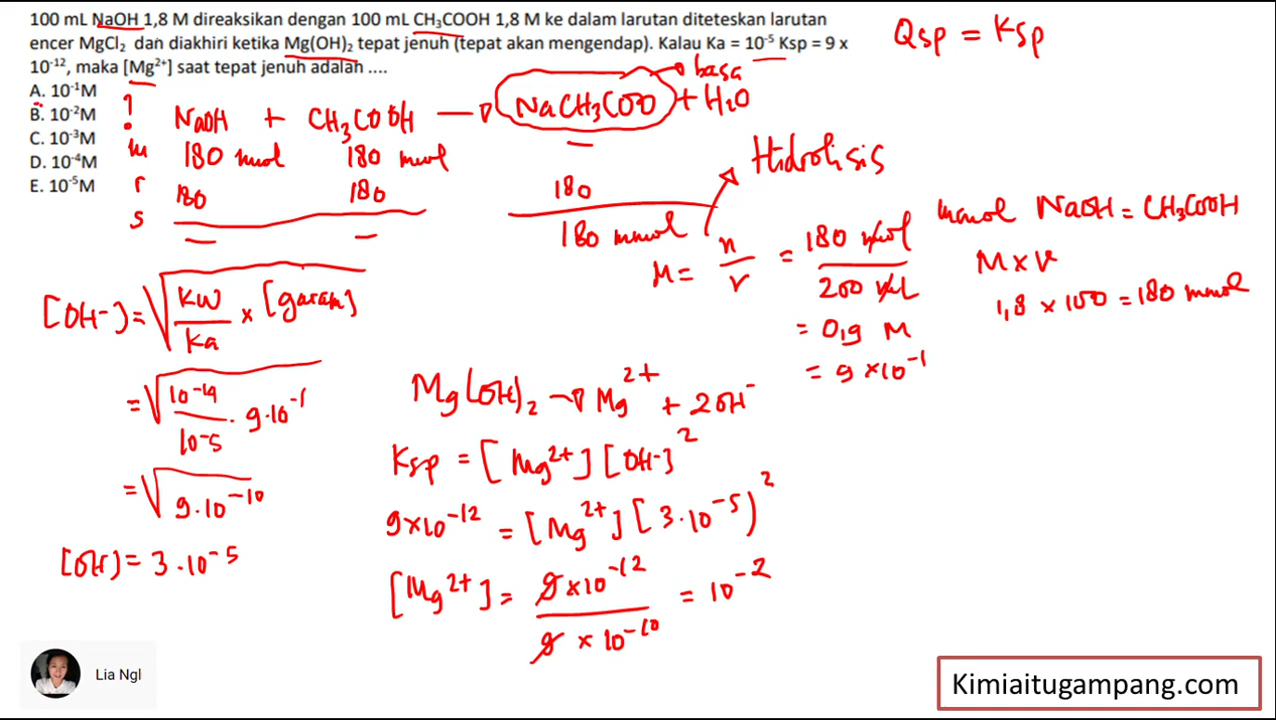 100 mL NaOH 1,8 M direaksikan dengan 100 mL CH₃COOH 1,8 M ke dalam larutan diteteskan larutan
encer MgCl₂ dan diakhiri ketika Mg(OH)₂ tepat jenuh (tepat akan mengendap). Kalau Ka = 10⁻⁵ Ksp = 9 x
10⁻¹², maka [Mg²⁺] saat tepat jenuh adalah ....
A. 10⁻¹M
B. 10⁻²M
C. 10⁻³M
D. 10⁻⁴M
E. 10⁻⁵M
Qsp = Ksp
basa
?
NaOH + CH₃COOH → NaCH₃COO + H₂O
m 180 mmol 180 mmol
r 180 180 180
s — — 180 mmol
Hidrolisis
M = n/v = 180 mmol / 200 mL
= 0,9 M
= 9 × 10⁻¹
mmol NaOH = CH₃COOH
M × V
1,8 × 100 = 180 mmol
[OH-] = √(Kw/Ka × [garam])
= √(10⁻¹⁴/10⁻⁵ . 9.10⁻¹)
= √(9.10⁻¹⁰)
[OH-] = 3.10⁻⁵
Mg(OH)₂ → Mg²⁺ + 2OH⁻
Ksp = [Mg²⁺] [OH-]²
9×10⁻¹² = [Mg²⁺] [3.10⁻⁵)²
[Mg²⁺] = 9×10⁻¹² / 9 × 10⁻¹⁰ = 10⁻²
Lia Ngl
Kimiaitugampang.com